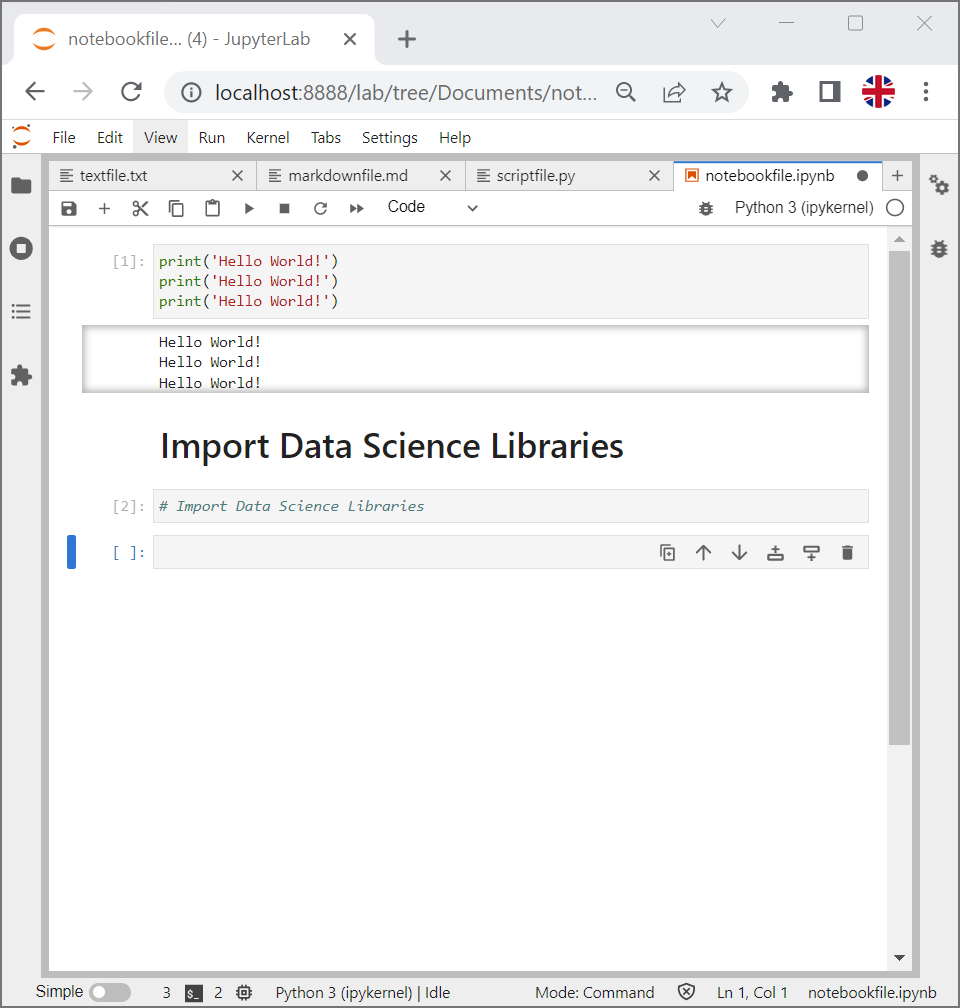 notebookfile... (4) - JupyterLab
localhost:8888/lab/tree/Documents/not...
File Edit View Run Kernel Tabs Settings Help
textfile.txt markdownfile.md scriptfile.py notebookfile.ipynb
Code Python 3 (ipykernel)
[1]: print('Hello World!')
print('Hello World!')
print('Hello World!')
Hello World!
Hello World!
Hello World!
Import Data Science Libraries
[2]: # Import Data Science Libraries
[ ]:
Simple 3 $_ 2 Python 3 (ipykernel) | Idle Mode: Command Ln 1, Col 1 notebookfile.ipynb